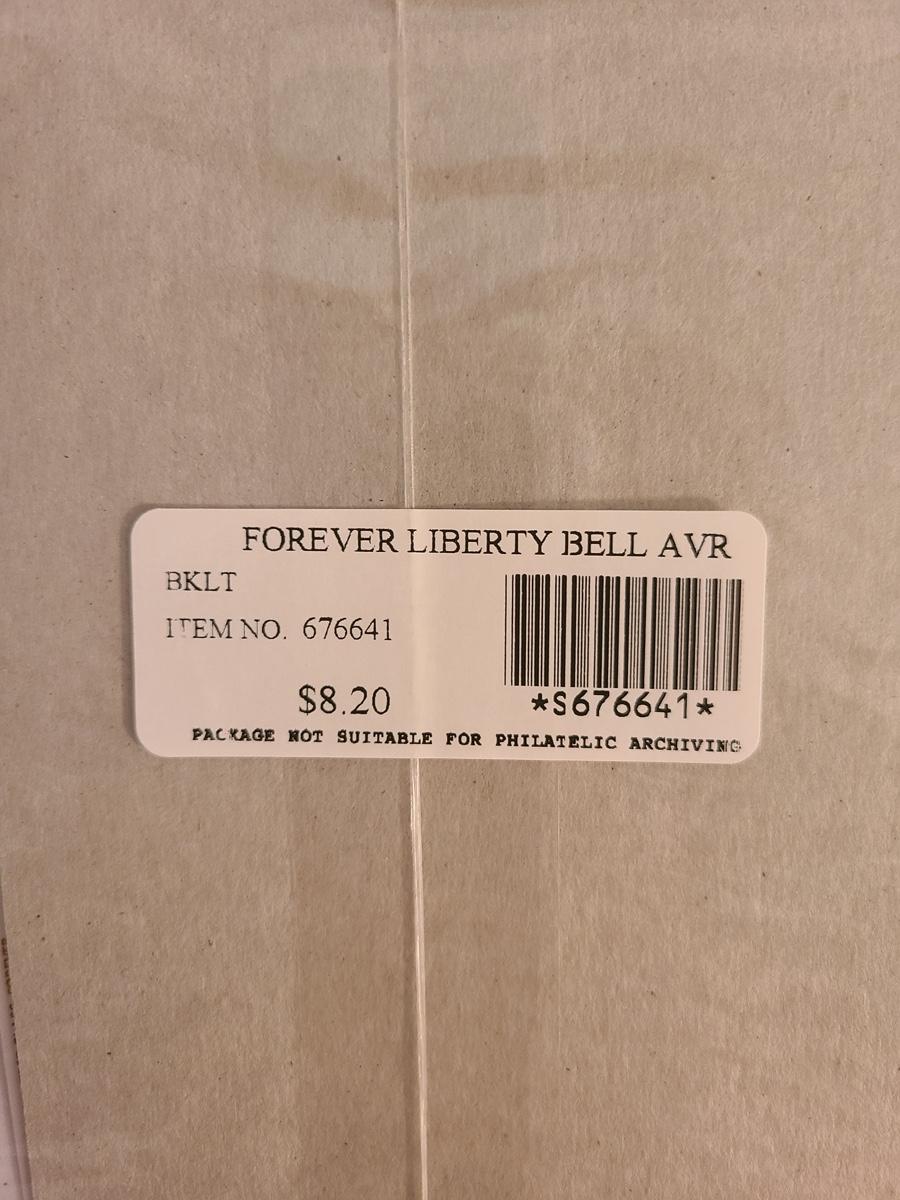 FOREVER LIBERTY BELL AVR
BKLT
ITEM NO. 676641
$8.20
*S676641*
PACKAGE NOT SUITABLE FOR PHILATELIC ARCHIVING